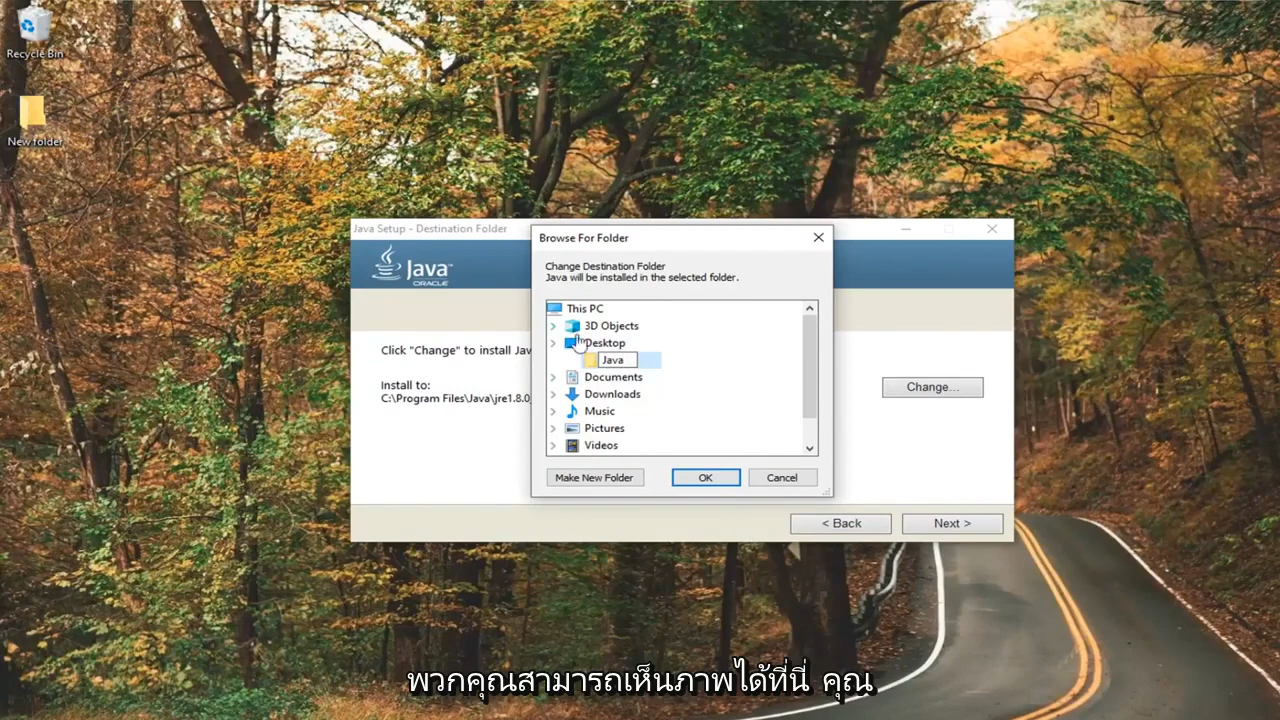 Recycle Bin
New folder
Java Setup - Destination Folder
Java™
ORACLE
Click "Change" to install Jav
Install to:
C:\Program Files\Java\jre1.8.0
Change...
< Back
Next >
Browse For Folder
Change Destination Folder
Java will be installed in the selected folder.
This PC
3D Objects
Desktop
Java
Documents
Downloads
Music
Pictures
Videos
Make New Folder
OK
Cancel
พวกคุณสามารถเห็นภาพได้ที่นี่ คุณ